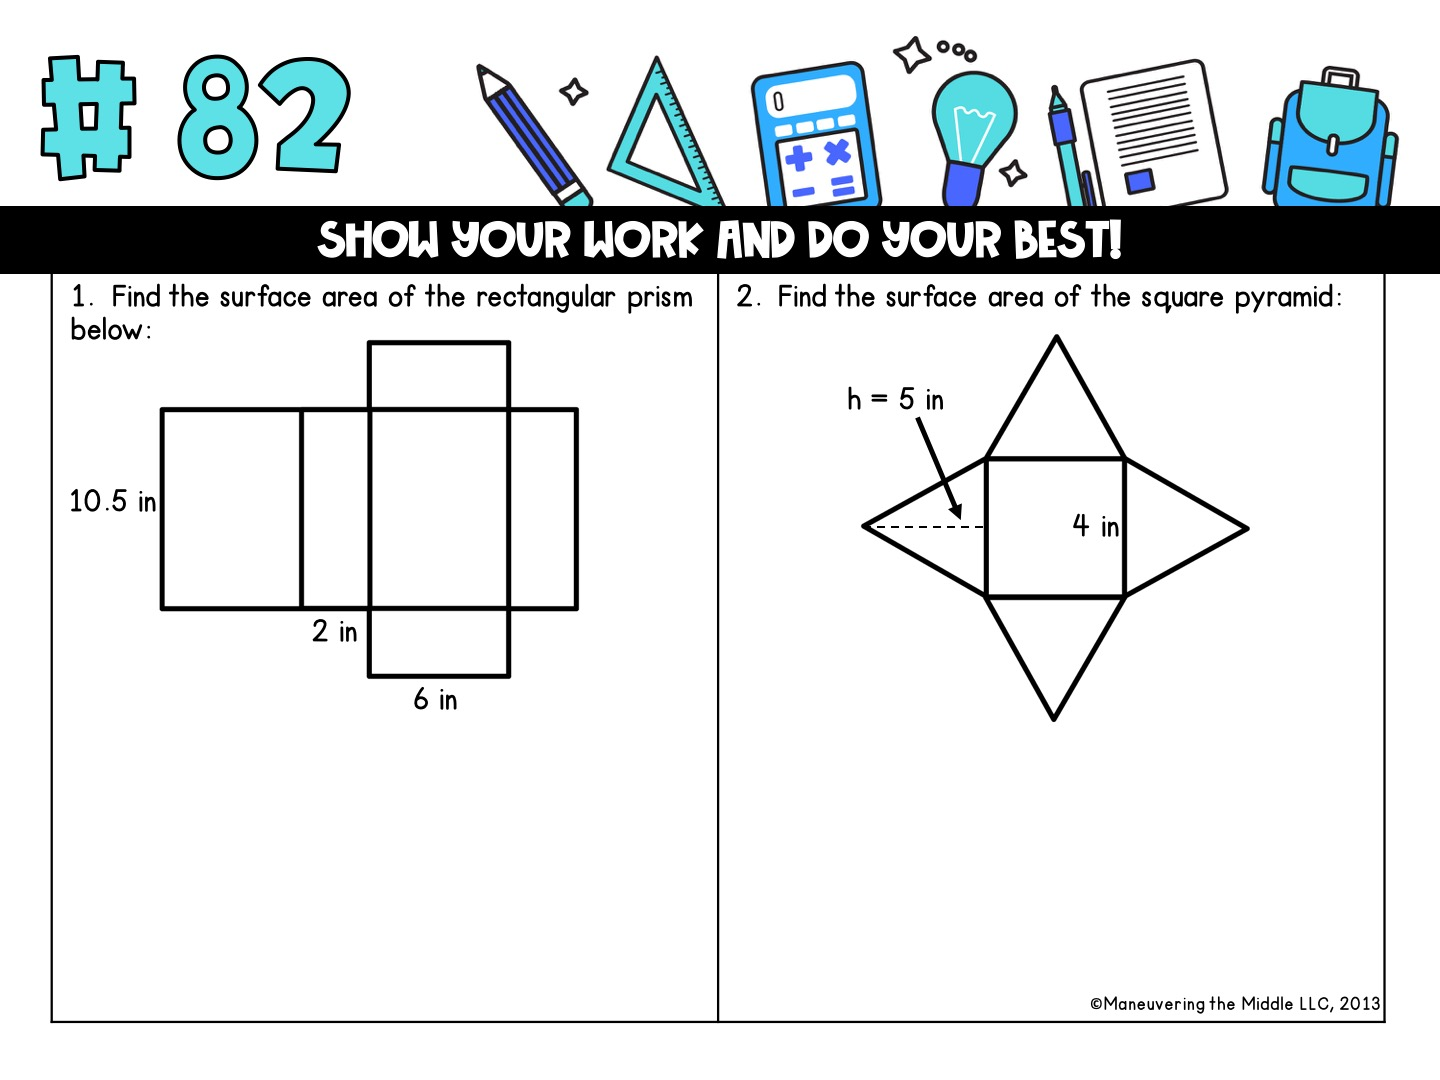 # 82
0
SHOW YOUR WORK AND DO YOUR BEST!
1. Find the surface area of the rectangular prism
below:
10.5 in
2 in
6 in
2. Find the surface area of the square pyramid:
h = 5 in
4 in
©Maneuvering the Middle LLC, 2013